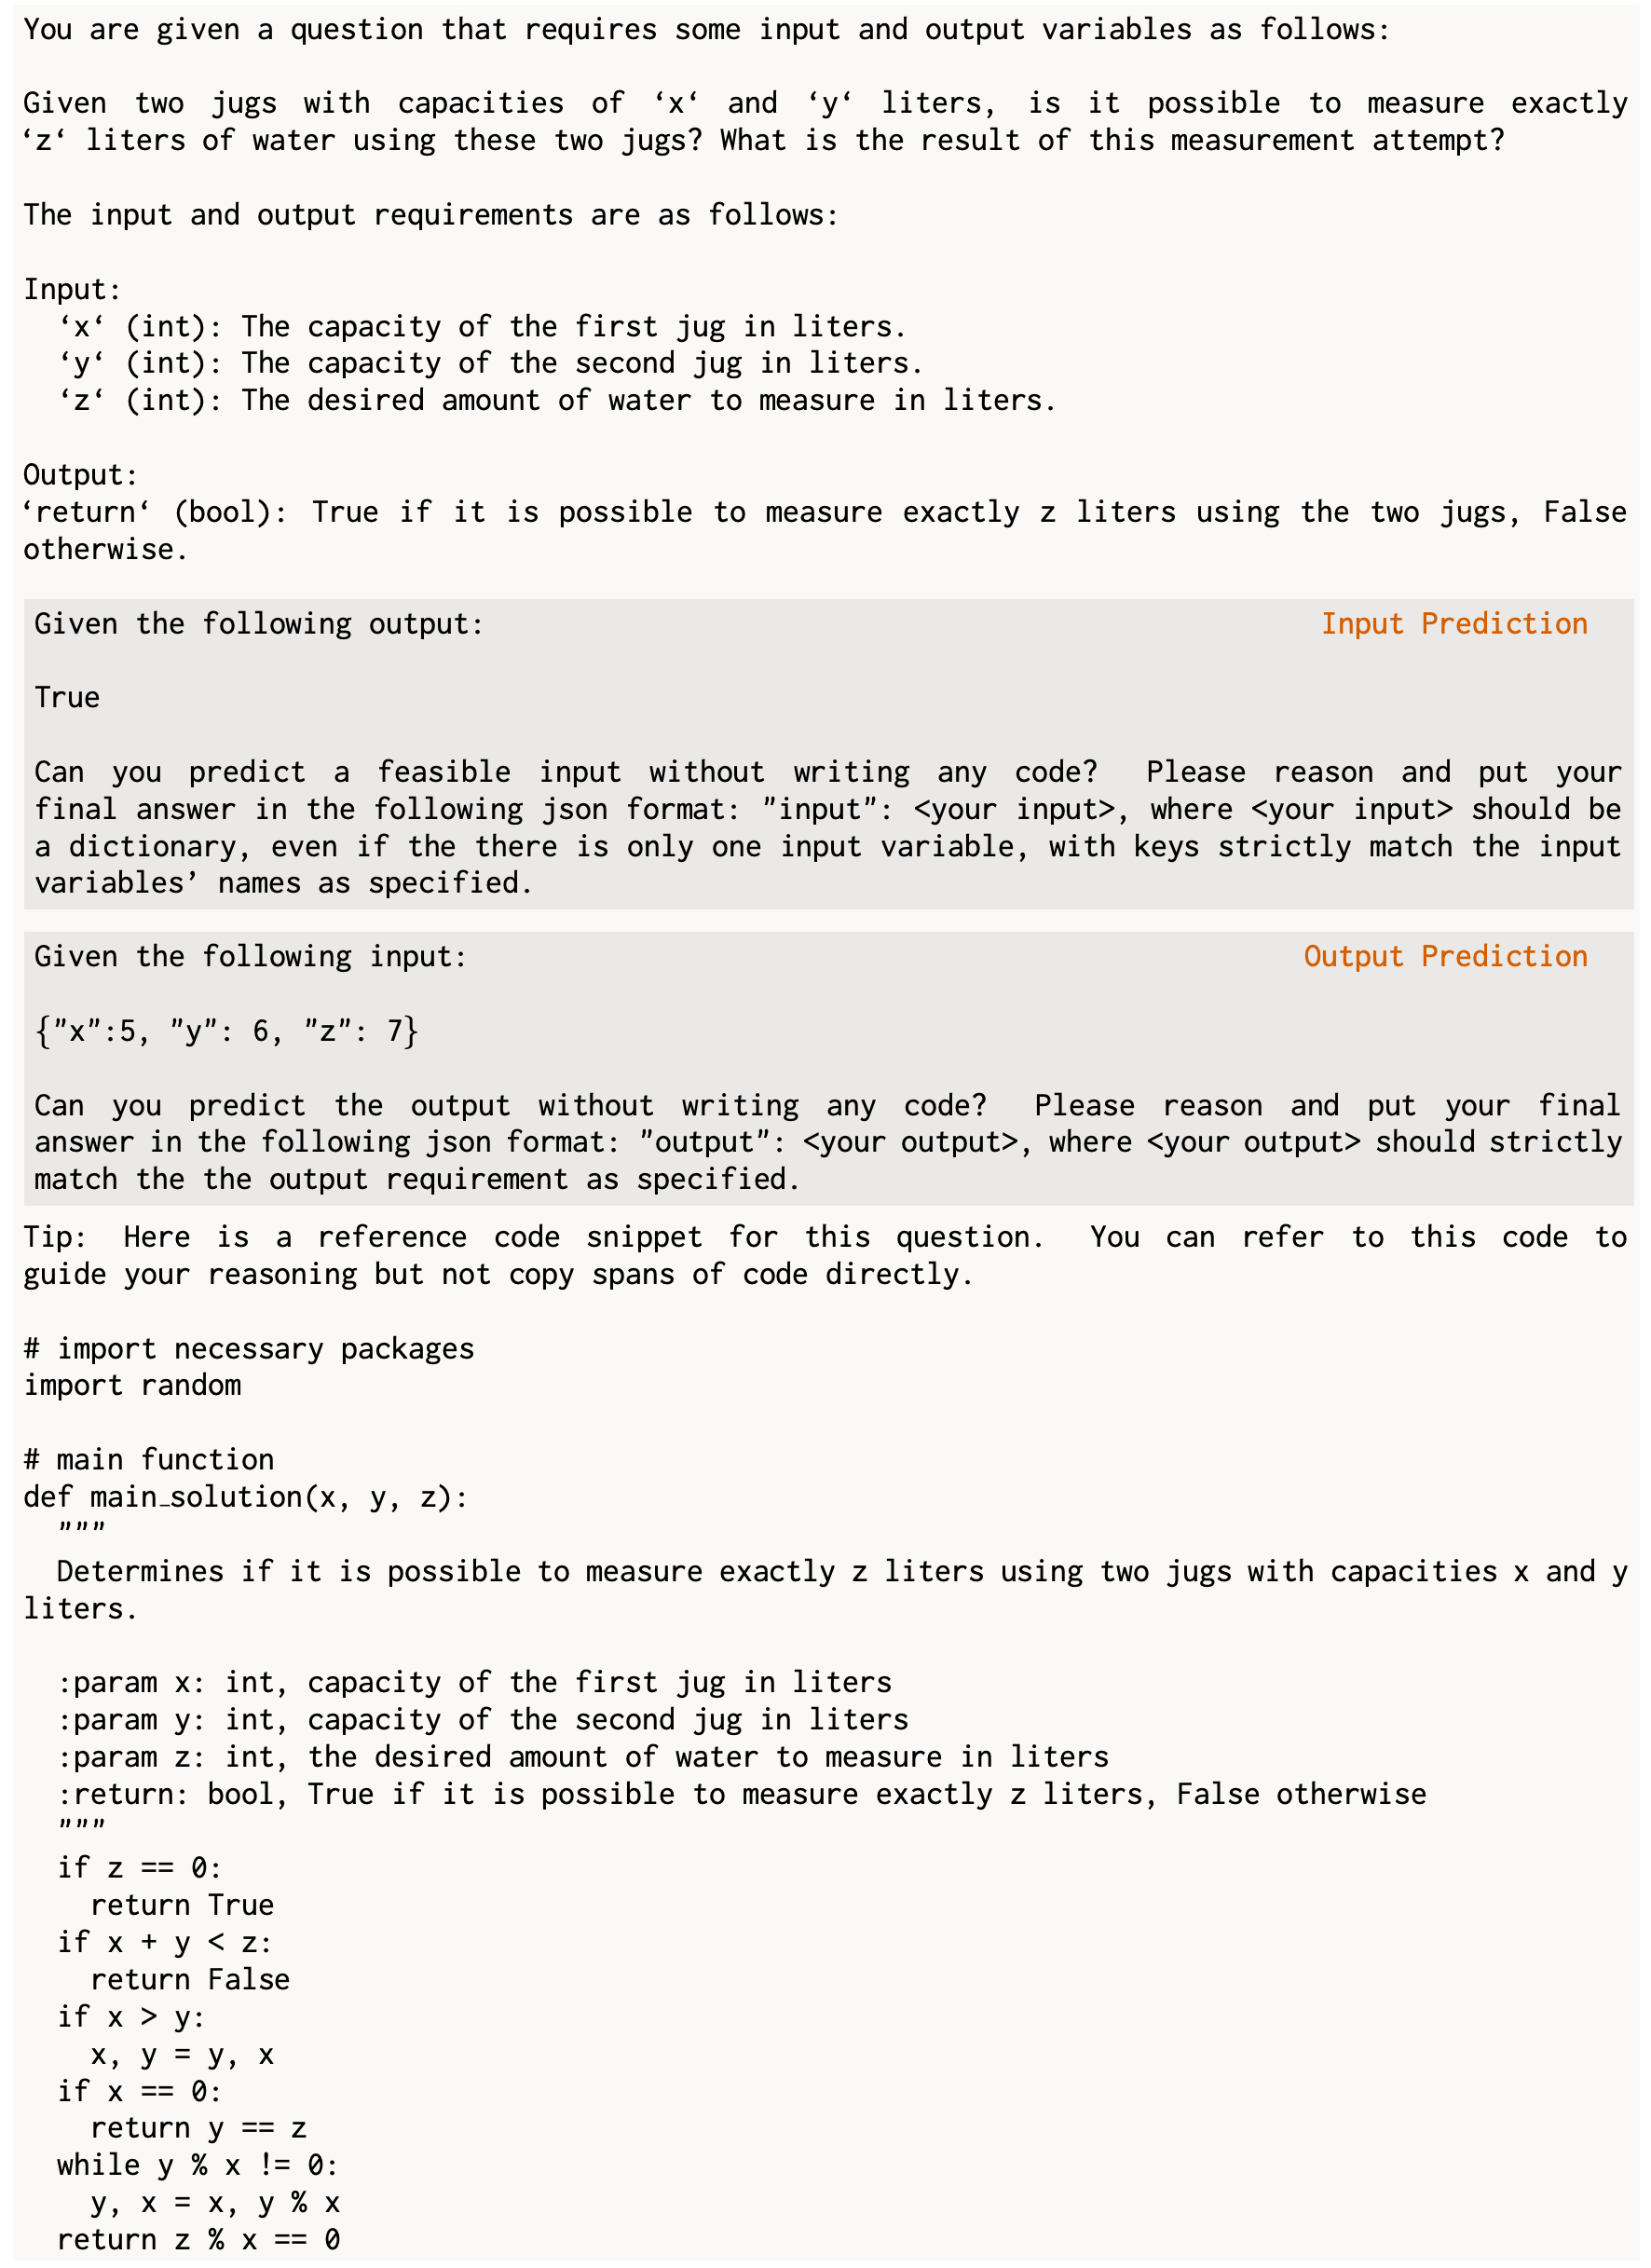 You are given a question that requires some input and output variables as follows:
Given two jugs with capacities of ‘x‘ and ‘y‘ liters, is it possible to measure exactly
‘z‘ liters of water using these two jugs? What is the result of this measurement attempt?
The input and output requirements are as follows:
Input:
‘x‘ (int): The capacity of the first jug in liters.
‘y‘ (int): The capacity of the second jug in liters.
‘z‘ (int): The desired amount of water to measure in liters.
Output:
‘return‘ (bool): True if it is possible to measure exactly z liters using the two jugs, False
otherwise.
Given the following output: Input Prediction
True
Can you predict a feasible input without writing any code? Please reason and put your
final answer in the following json format: "input": <your input>, where <your input> should be
a dictionary, even if the there is only one input variable, with keys strictly match the input
variables’ names as specified.
Given the following input: Output Prediction
{"x":5, "y": 6, "z": 7}
Can you predict the output without writing any code? Please reason and put your final
answer in the following json format: "output": <your output>, where <your output> should strictly
match the the output requirement as specified.
Tip: Here is a reference code snippet for this question. You can refer to this code to
guide your reasoning but not copy spans of code directly.
# import necessary packages
import random
# main function
def main_solution(x, y, z):
"""
Determines if it is possible to measure exactly z liters using two jugs with capacities x and y
liters.
:param x: int, capacity of the first jug in liters
:param y: int, capacity of the second jug in liters
:param z: int, the desired amount of water to measure in liters
:return: bool, True if it is possible to measure exactly z liters, False otherwise
"""
if z == 0:
return True
if x + y < z:
return False
if x > y:
x, y = y, x
if x == 0:
return y == z
while y % x != 0:
y, x = x, y % x
return z % x == 0